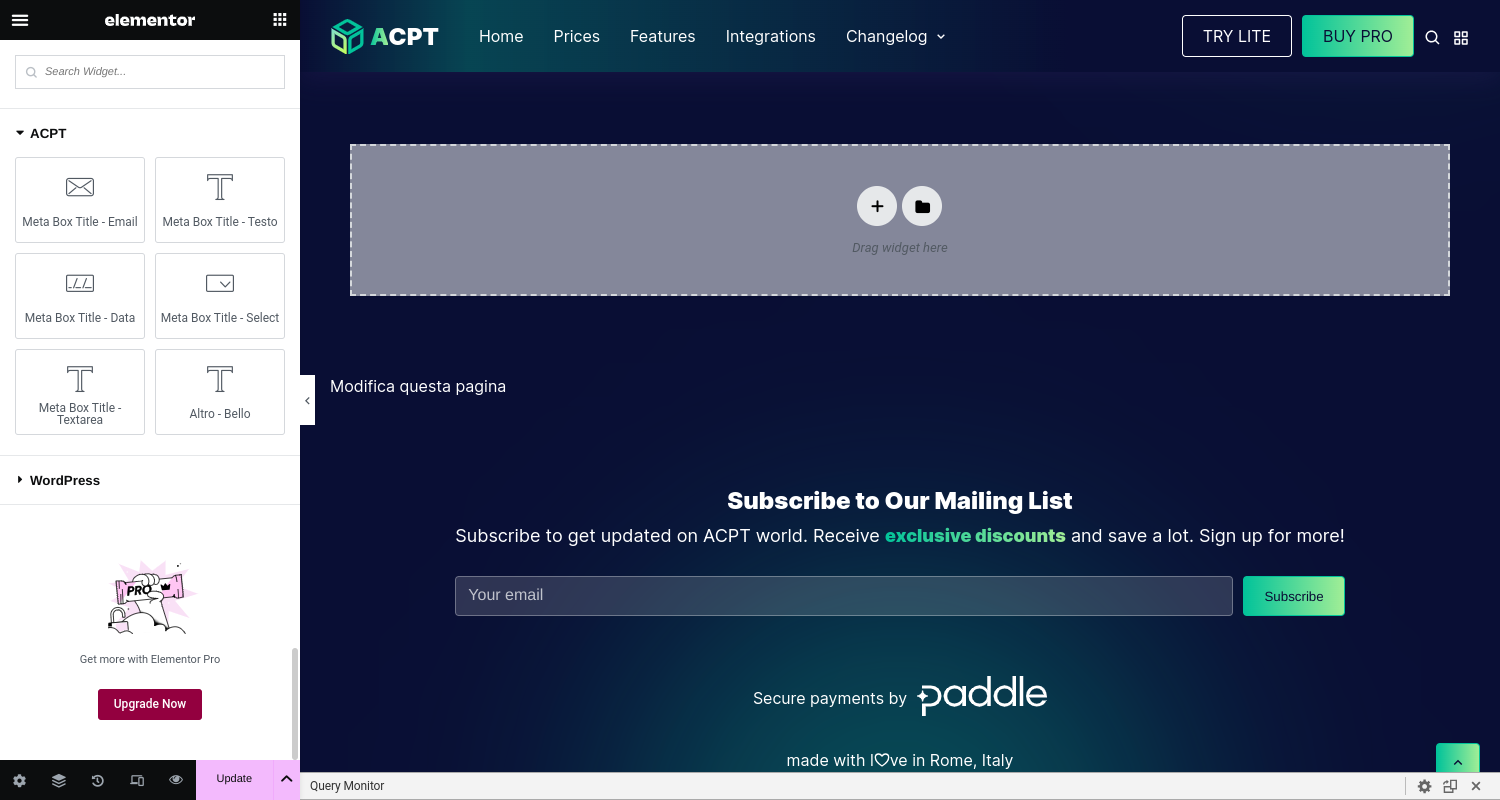 elementor
Search Widget...
ACPT
Meta Box Title - Email
Meta Box Title - Testo
Meta Box Title - Data
Meta Box Title - Select
Meta Box Title -
Textarea
Altro - Bello
WordPress
PRO
Get more with Elementor Pro
Upgrade Now
Update
ACPT
Home
Prices
Features
Integrations
Changelog
TRY LITE
BUY PRO
Drag widget here
Modifica questa pagina
Subscribe to Our Mailing List
Subscribe to get updated on ACPT world. Receive exclusive discounts and save a lot. Sign up for more!
Your email
Subscribe
Secure payments by paddle
made with l♡ve in Rome, Italy
Query Monitor